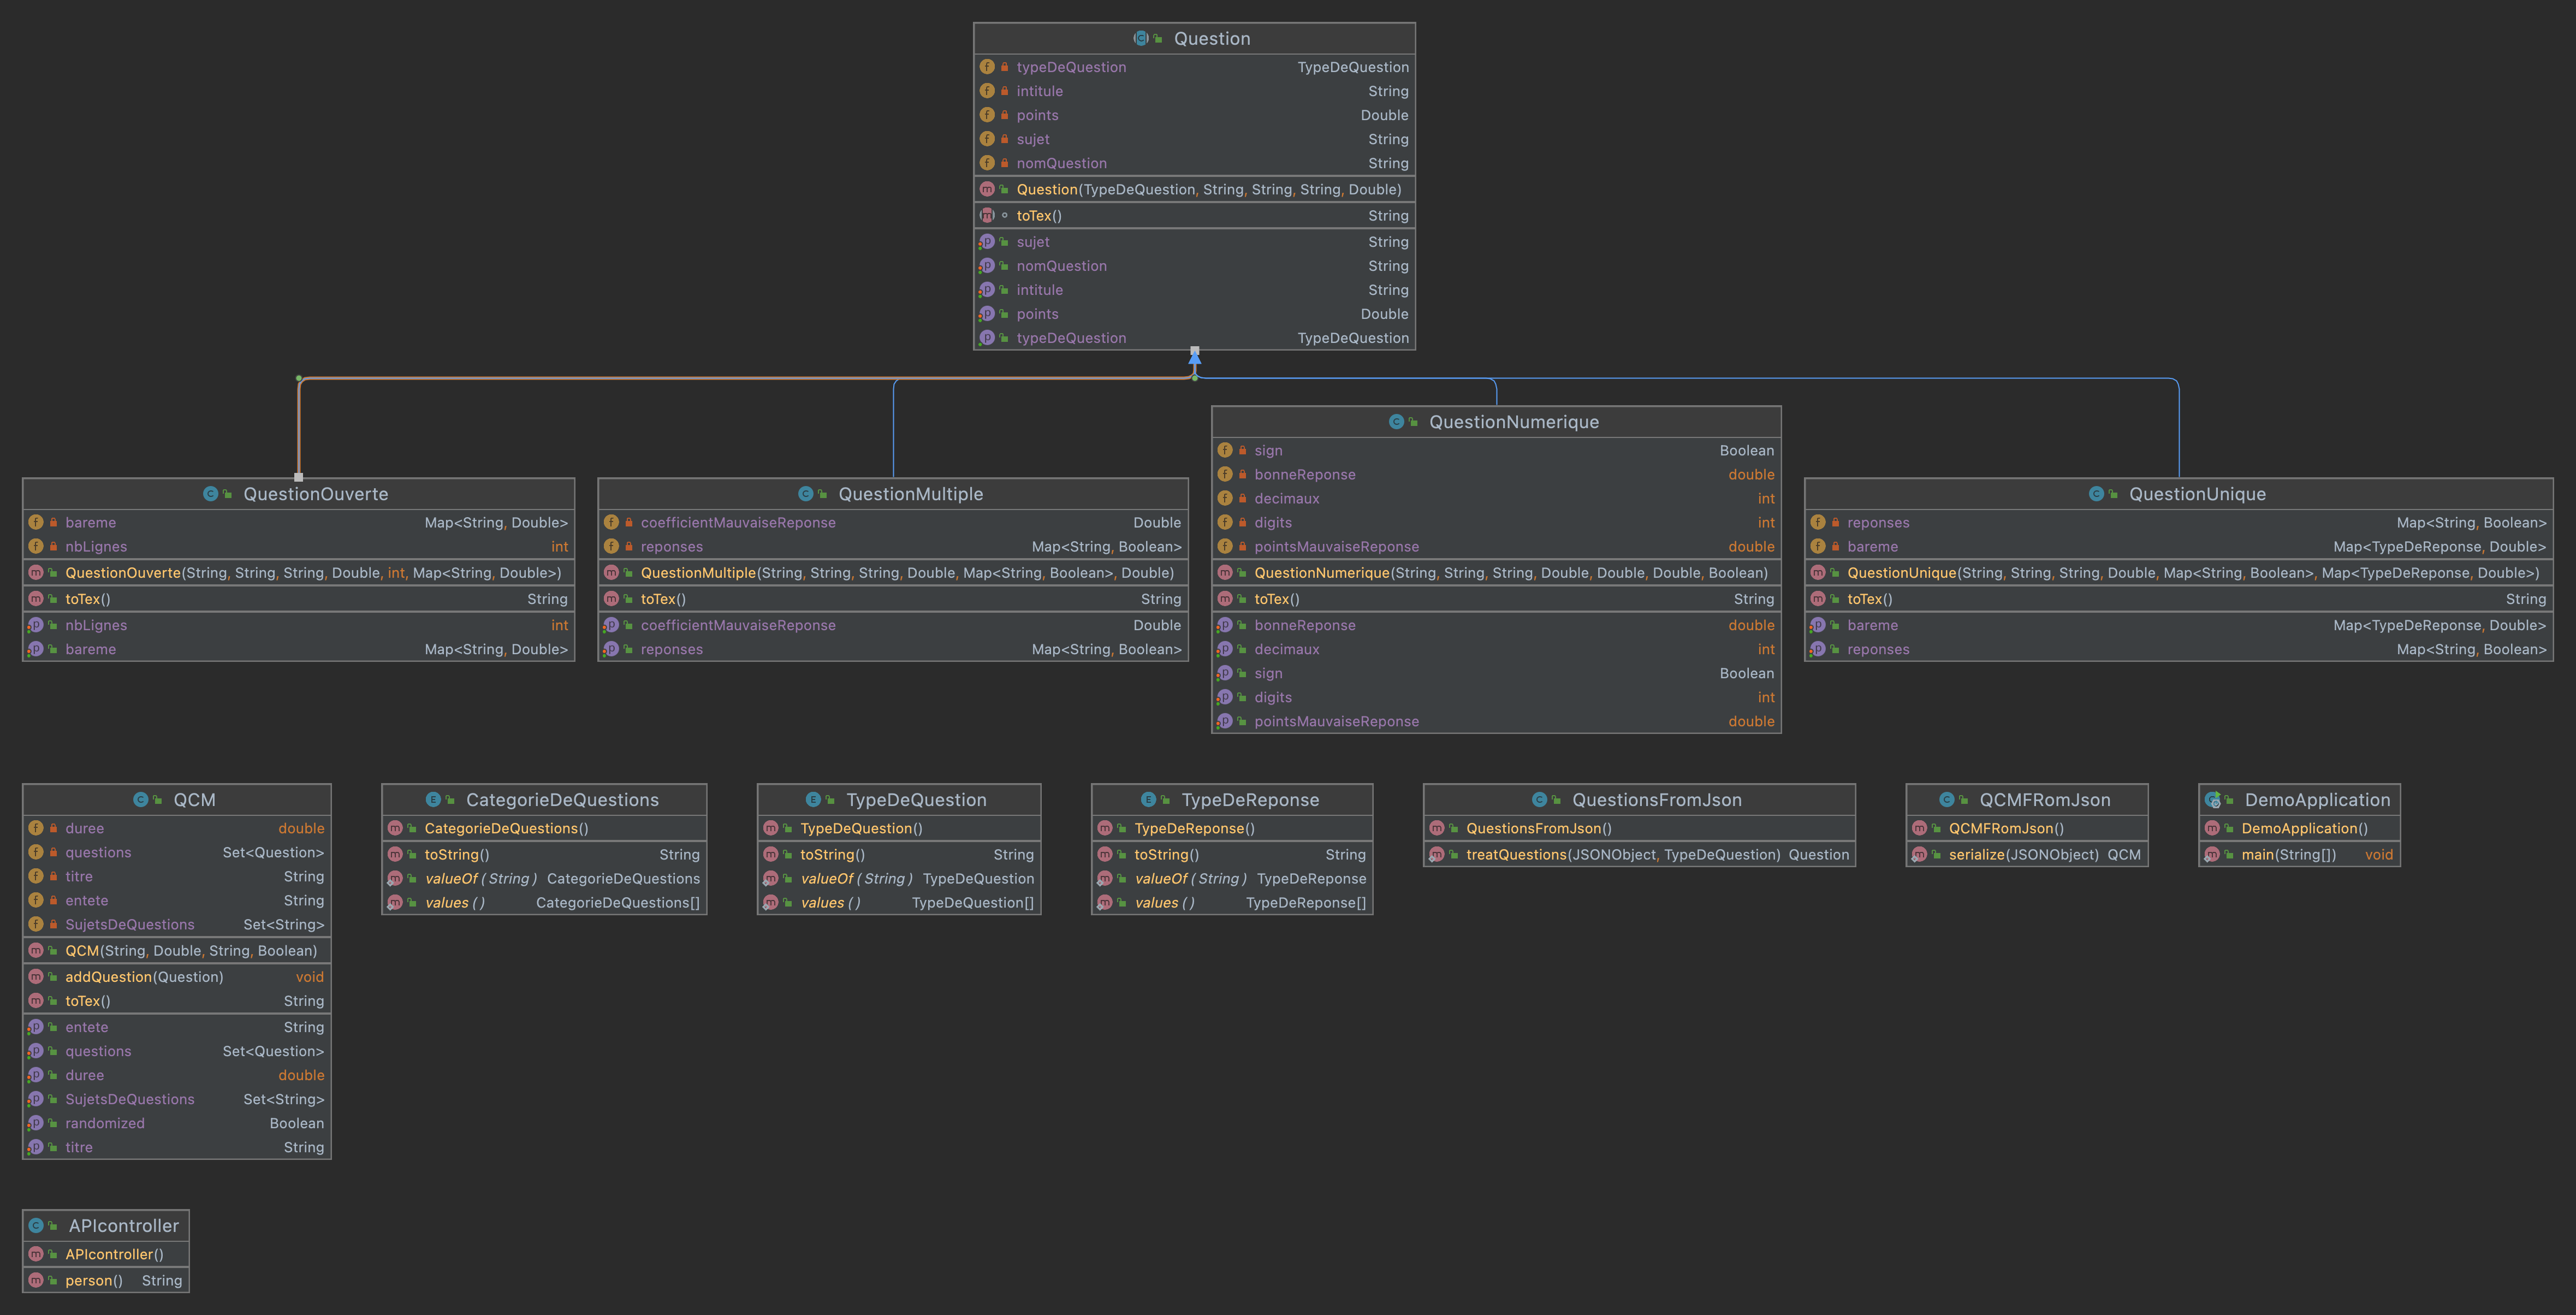 Question
typeDeQuestion TypeDeQuestion
intitule String
points Double
sujet String
nomQuestion String
Question(TypeDeQuestion, String, String, String, Double)
toTex() String
sujet String
nomQuestion String
intitule String
points Double
typeDeQuestion TypeDeQuestion
QuestionOuverte
bareme Map<String, Double>
nbLignes int
QuestionOuverte(String, String, String, Double, int, Map<String, Double>)
toTex() String
nbLignes int
bareme Map<String, Double>
QuestionMultiple
coefficientMauvaiseReponse Double
reponses Map<String, Boolean>
QuestionMultiple(String, String, String, Double, Map<String, Boolean>, Double)
toTex() String
coefficientMauvaiseReponse Double
reponses Map<String, Boolean>
QuestionNumerique
sign Boolean
bonneReponse double
decimaux int
digits int
pointsMauvaiseReponse double
QuestionNumerique(String, String, String, Double, Double, Double, Boolean)
toTex() String
bonneReponse double
decimaux int
sign Boolean
digits int
pointsMauvaiseReponse double
QuestionUnique
reponses Map<String, Boolean>
bareme Map<TypeDeReponse, Double>
QuestionUnique(String, String, String, Double, Map<String, Boolean>, Map<TypeDeReponse, Double>)
toTex() String
bareme Map<TypeDeReponse, Double>
reponses Map<String, Boolean>
QCM
duree double
questions Set<Question>
titre String
entete String
SujetsDeQuestions Set<String>
QCM(String, Double, String, Boolean)
addQuestion(Question) void
toTex() String
entete String
questions Set<Question>
duree double
SujetsDeQuestions Set<String>
randomized Boolean
titre String
CategorieDeQuestions
CategorieDeQuestions()
toString() String
valueOf(String) CategorieDeQuestions
values() CategorieDeQuestions[]
TypeDeQuestion
TypeDeQuestion()
toString() String
valueOf(String) TypeDeQuestion
values() TypeDeQuestion[]
TypeDeReponse
TypeDeReponse()
toString() String
valueOf(String) TypeDeReponse
values() TypeDeReponse[]
QuestionsFromJson
QuestionsFromJson()
treatQuestions(JSONObject, TypeDeQuestion) Question
QCMFRomJson
QCMFRomJson()
serialize(JSONObject) QCM
DemoApplication
DemoApplication()
main(String[]) void
APIcontroller
APIcontroller()
person() String